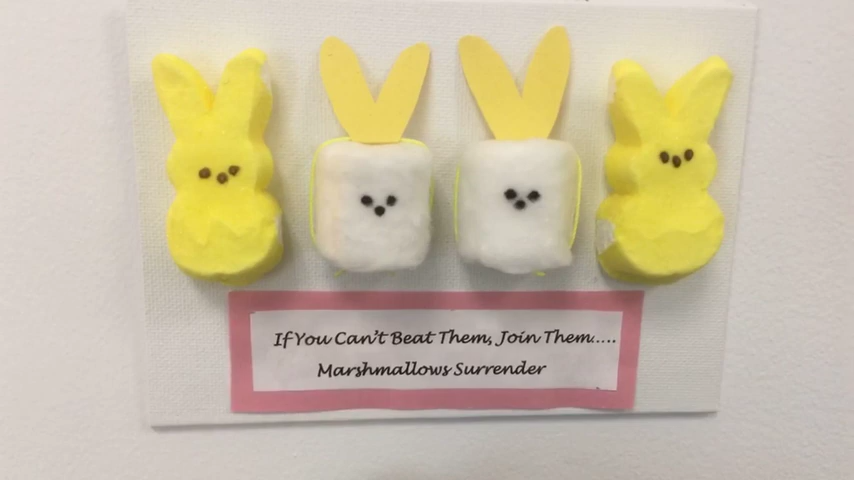 If You Can't Beat Them, Join Them.....
Marshmallows Surrender